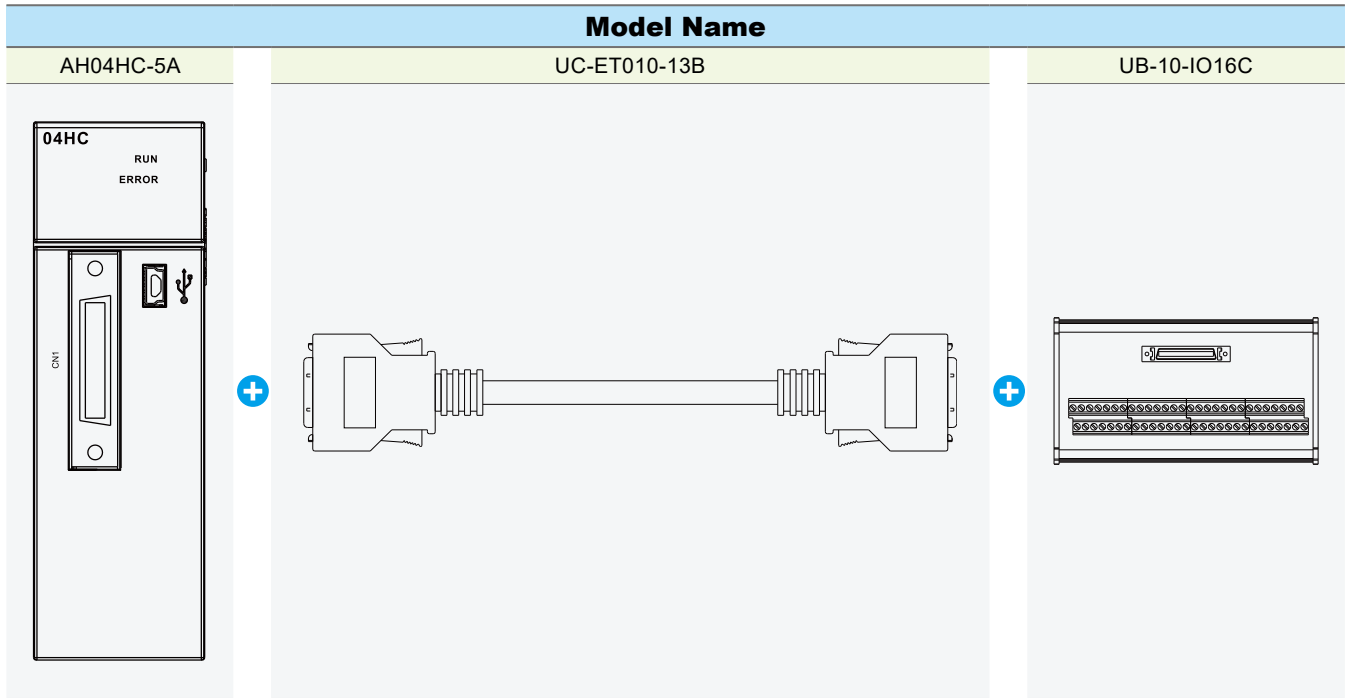 Model Name
AH04HC-5A
UC-ET010-13B
UB-10-IO16C
04HC
RUN
ERROR
CN1